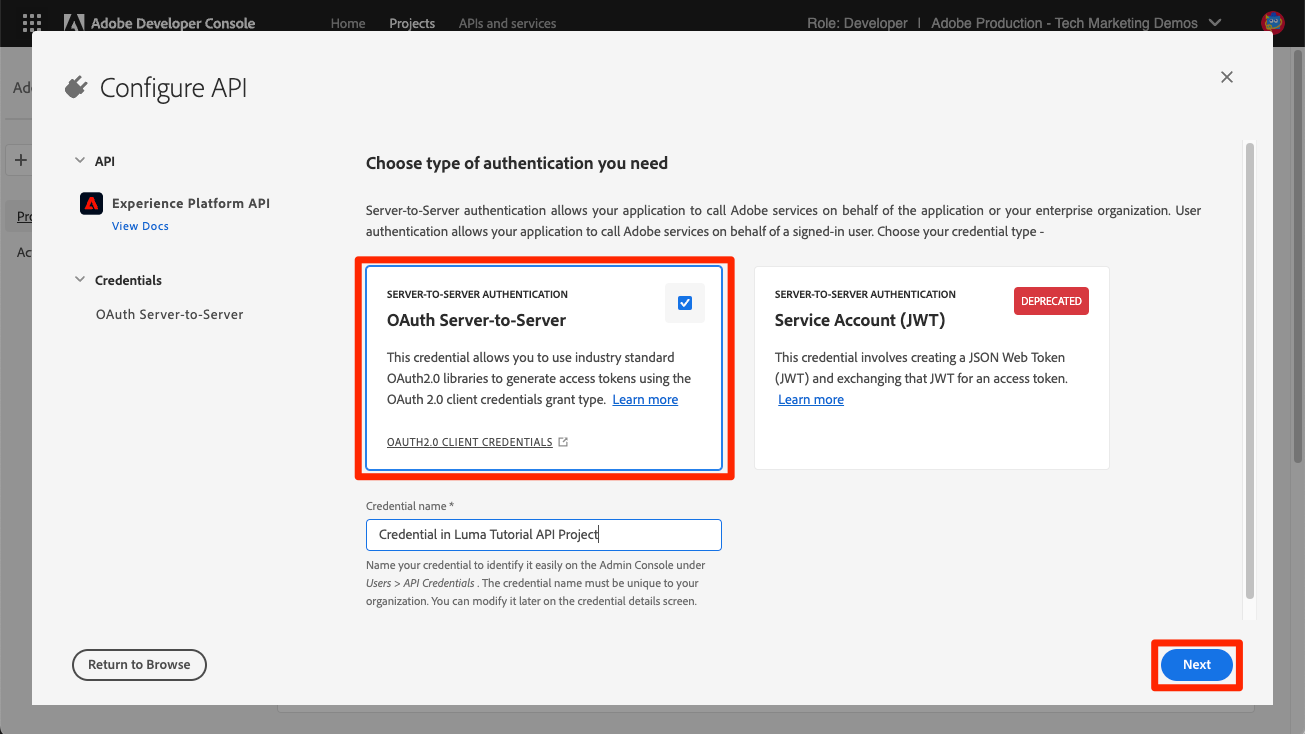 Adobe Developer Console
Home
Projects
APIs and services
Role: Developer | Adobe Production - Tech Marketing Demos
Configure API
API
Experience Platform API
View Docs
Credentials
OAuth Server-to-Server
Choose type of authentication you need
Server-to-Server authentication allows your application to call Adobe services on behalf of the application or your enterprise organization. User
authentication allows your application to call Adobe services on behalf of a signed-in user. Choose your credential type -
SERVER-TO-SERVER AUTHENTICATION
OAuth Server-to-Server
This credential allows you to use industry standard
OAuth2.0 libraries to generate access tokens using the
OAuth 2.0 client credentials grant type. Learn more
OAUTH2.0 CLIENT CREDENTIALS
SERVER-TO-SERVER AUTHENTICATION
DEPRECATED
Service Account (JWT)
This credential involves creating a JSON Web Token
(JWT) and exchanging that JWT for an access token.
Learn more
Credential name *
Credential in Luma Tutorial API Project
Name your credential to identify it easily on the Admin Console under
Users > API Credentials . The credential name must be unique to your
organization. You can modify it later on the credential details screen.
Return to Browse
Next